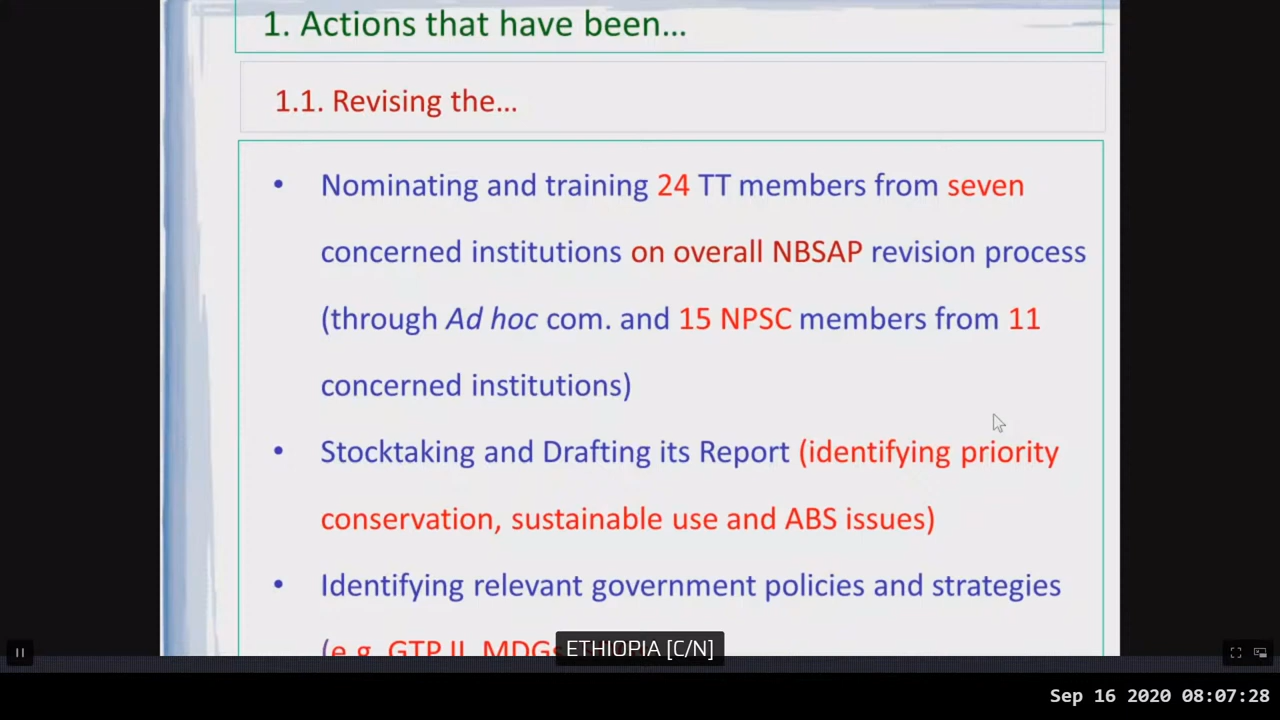 1. Actions that have been…
1.1. Revising the…
• Nominating and training 24 TT members from seven
concerned institutions on overall NBSAP revision process
(through Ad hoc com. and 15 NPSC members from 11
concerned institutions)
• Stocktaking and Drafting its Report (identifying priority
conservation, sustainable use and ABS issues)
• Identifying relevant government policies and strategies
(e.g. GTP II, MDGs
ETHIOPIA [C/N]
Sep 16 2020 08:07:28